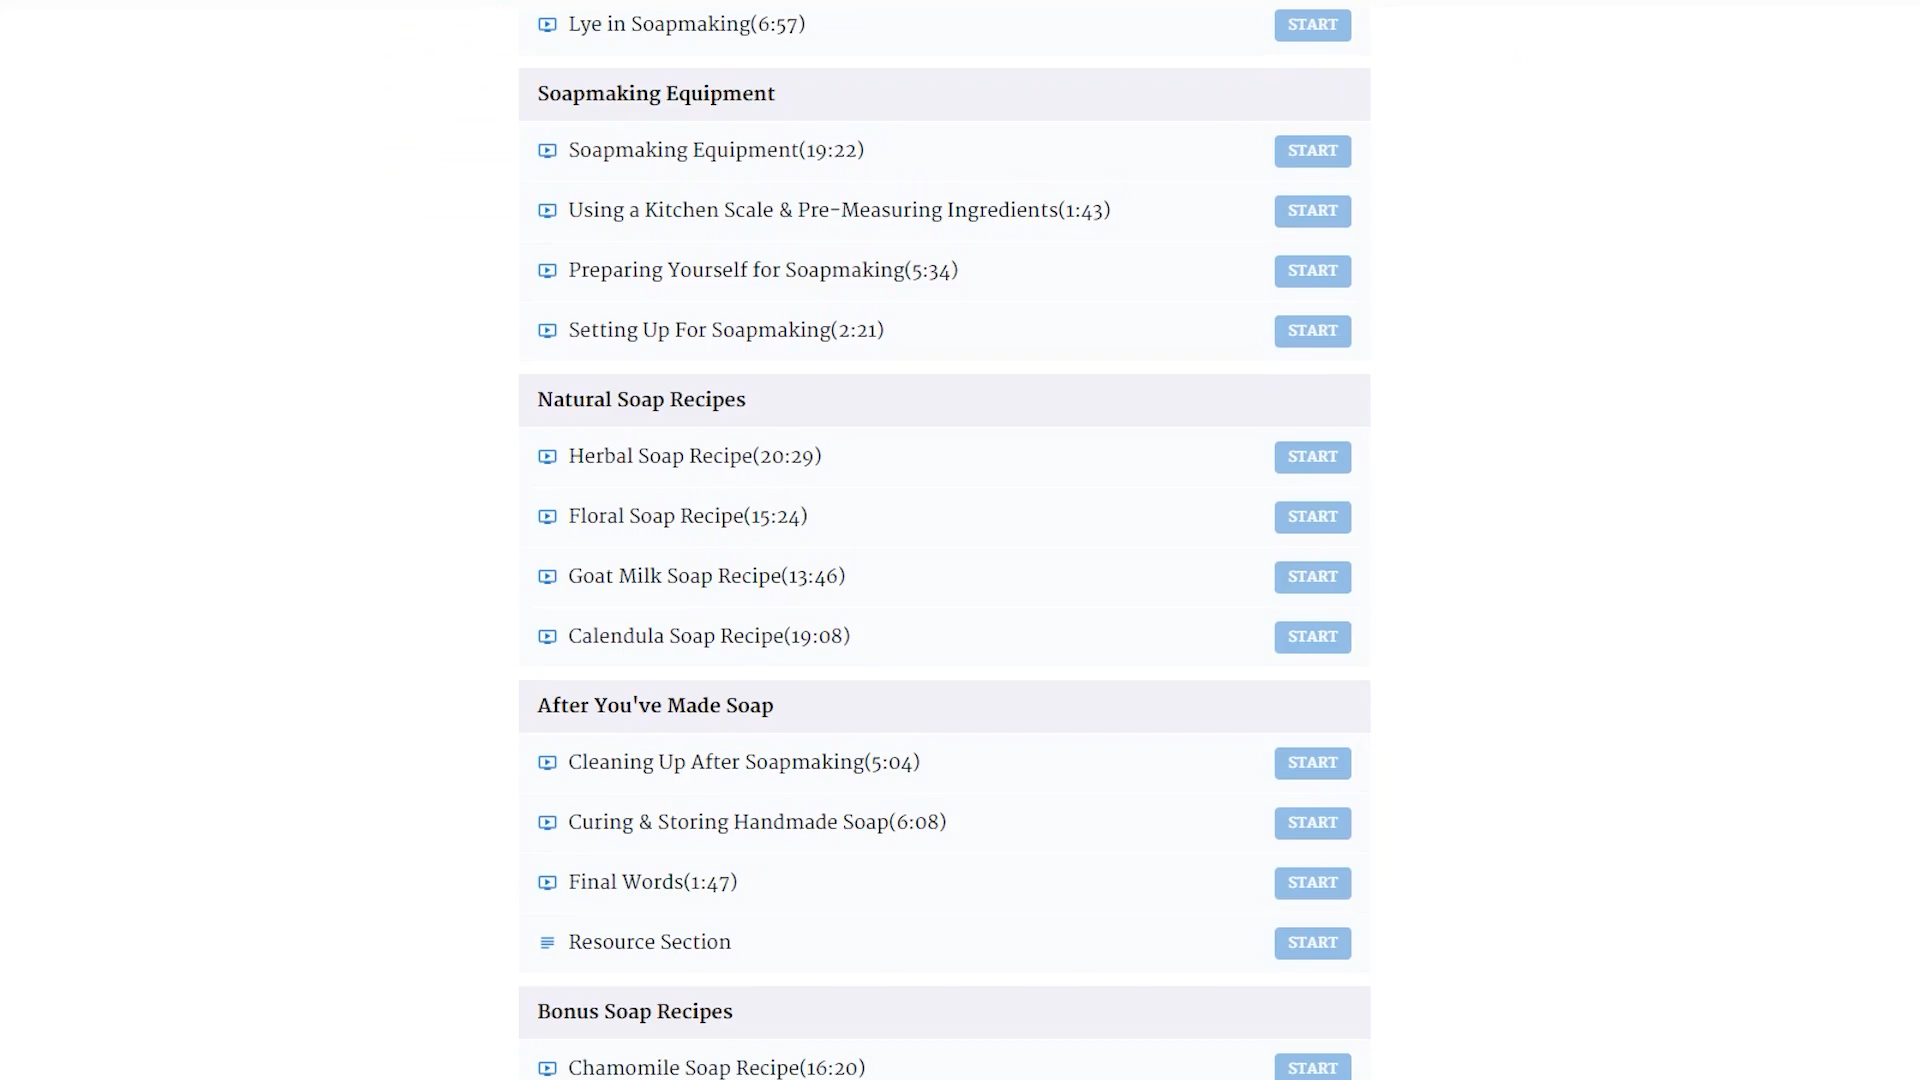 Lye in Soapmaking(6:57) START
Soapmaking Equipment
Soapmaking Equipment(19:22) START
Using a Kitchen Scale & Pre-Measuring Ingredients(1:43) START
Preparing Yourself for Soapmaking(5:34) START
Setting Up For Soapmaking(2:21) START
Natural Soap Recipes
Herbal Soap Recipe(20:29) START
Floral Soap Recipe(15:24) START
Goat Milk Soap Recipe(13:46) START
Calendula Soap Recipe(19:08) START
After You've Made Soap
Cleaning Up After Soapmaking(5:04) START
Curing & Storing Handmade Soap(6:08) START
Final Words(1:47) START
Resource Section START
Bonus Soap Recipes
Chamomile Soap Recipe(16:20) START